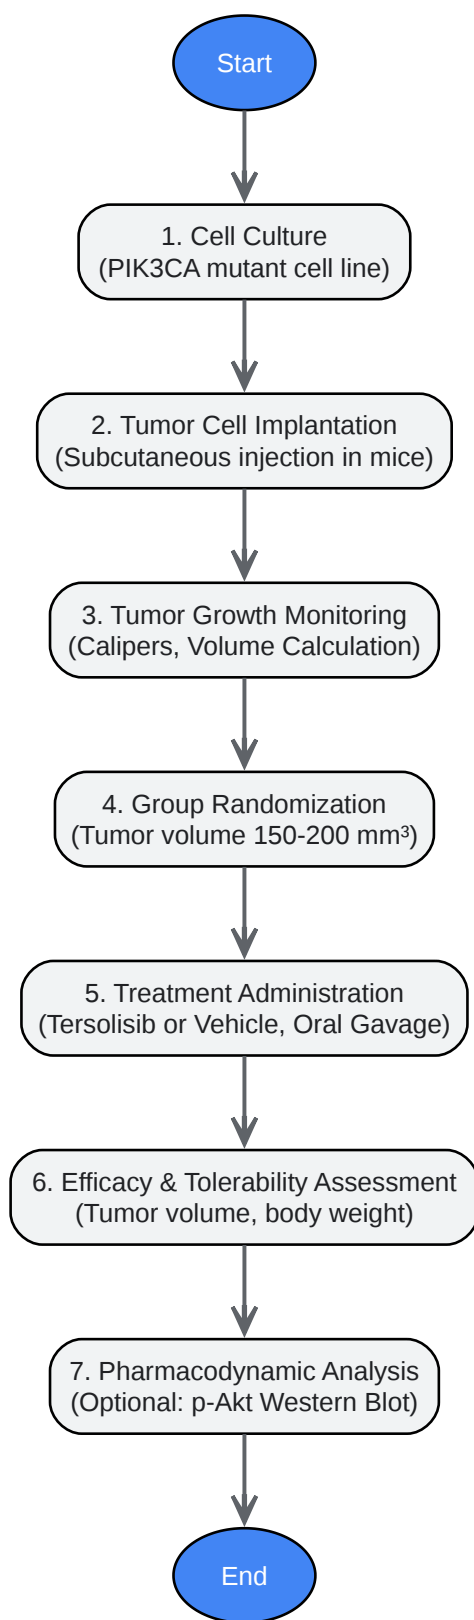 Start
1. Cell Culture
(PIK3CA mutant cell line)
2. Tumor Cell Implantation
(Subcutaneous injection in mice)
3. Tumor Growth Monitoring
(Calipers, Volume Calculation)
4. Group Randomization
(Tumor volume 150-200 mm³)
5. Treatment Administration
(Tersolisib or Vehicle, Oral Gavage)
6. Efficacy & Tolerability Assessment
(Tumor volume, body weight)
7. Pharmacodynamic Analysis
(Optional: p-Akt Western Blot)
End